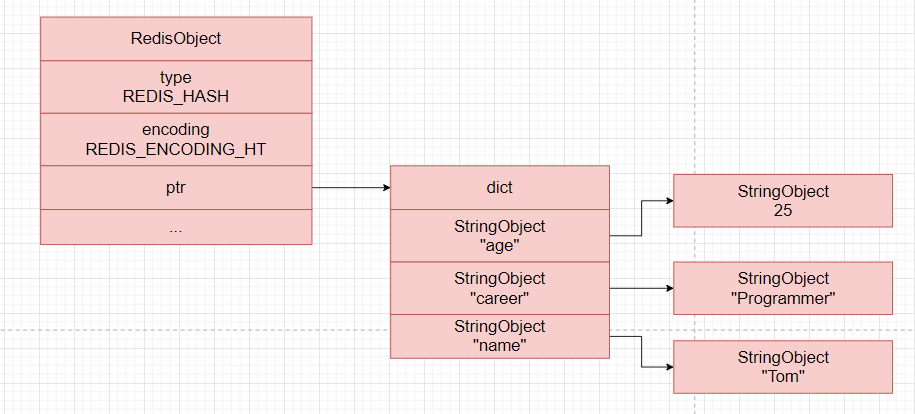 RedisObject
type
REDIS_HASH
encoding
REDIS_ENCODING_HT
ptr
...
dict
StringObject
"age"
StringObject
"career"
StringObject
"name"
StringObject
25
StringObject
"Programmer"
StringObject
"Tom"